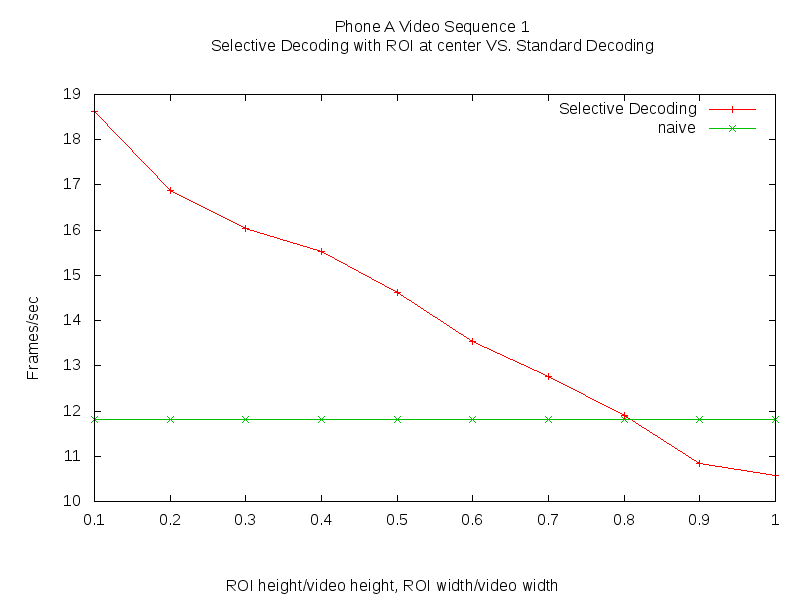 Phone A Video Sequence 1
Selective Decoding with ROI at center VS. Standard Decoding
Selective Decoding
naive
19
18
17
16
15
14
13
12
11
10
Frames/sec
0.1 0.2 0.3 0.4 0.5 0.6 0.7 0.8 0.9 1
ROI height/video height, ROI width/video width